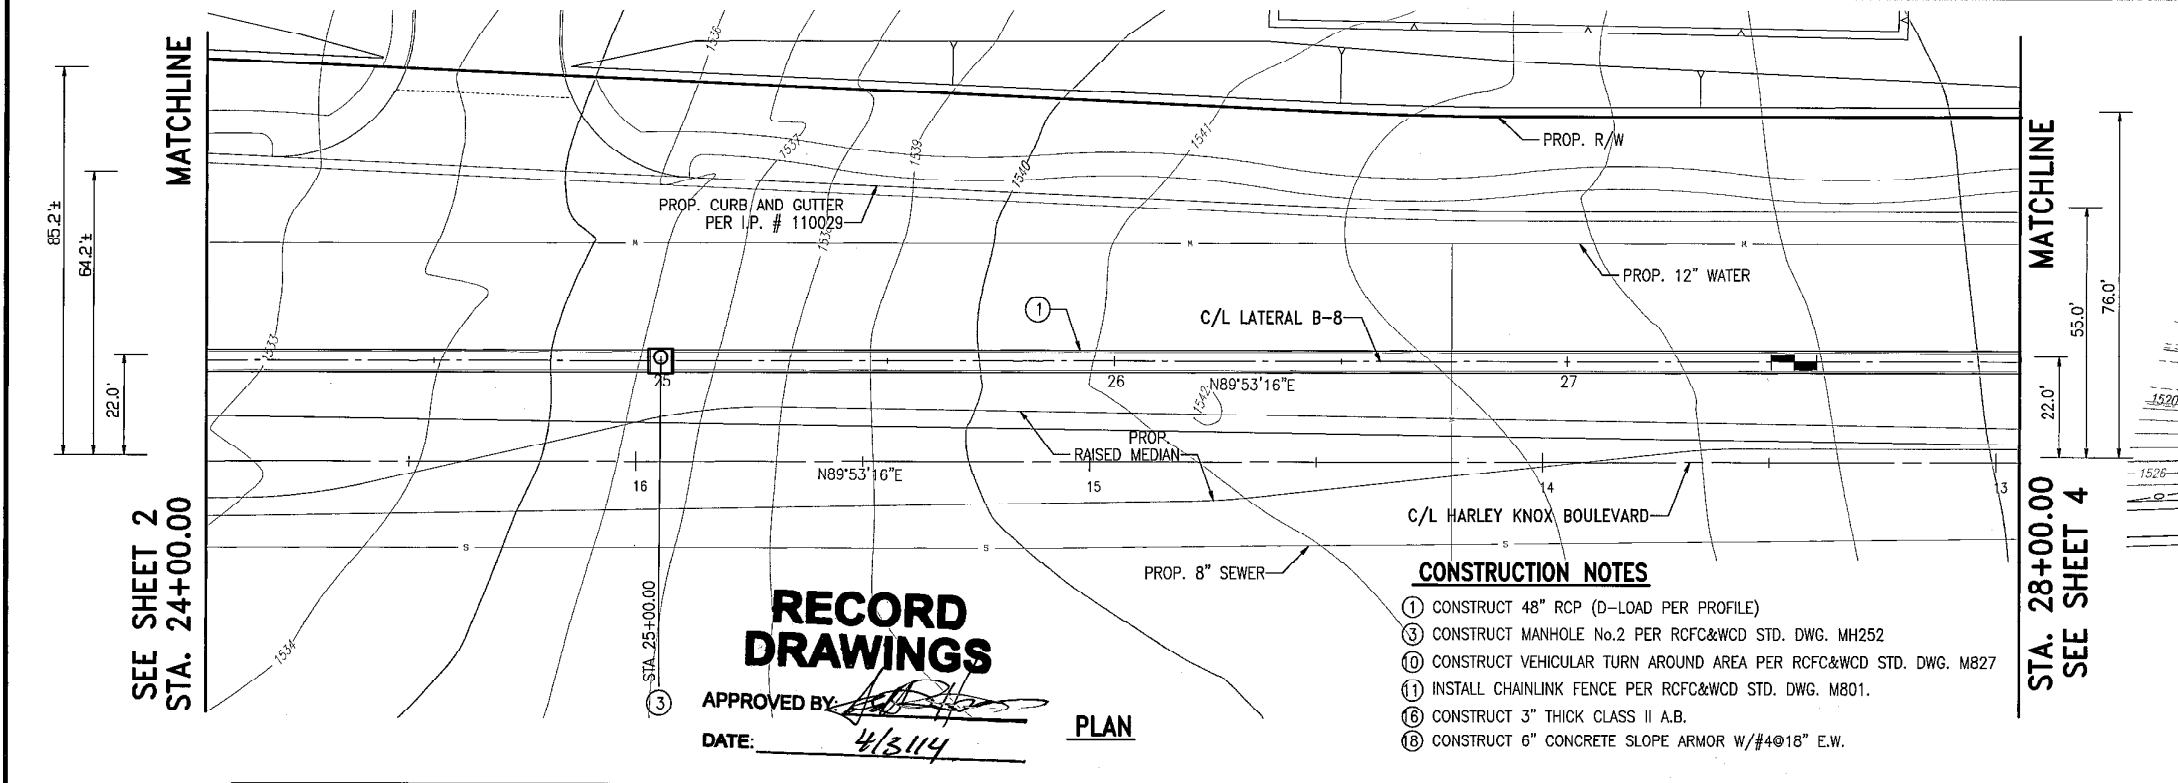 MATCHLINE
SEE SHEET 2
STA. 24+00.00
85.2'±
64.2'±
22.0'
1536
1537
1538
1539
1540
1541
1542
1533
1534
PROP. R/W
PROP. CURB AND GUTTER
PER I.P. # 110029
PROP. 12" WATER
1
C/L LATERAL B-8
25
26
27
N89°53'16"E
PROP.
RAISED MEDIAN
N89°53'16"E
16
15
14
13
C/L HARLEY KNOX BOULEVARD
S
S
S
PROP. 8" SEWER
STA. 25+00.00
3
RECORD
DRAWINGS
APPROVED BY:
DATE: 4/3/14
PLAN
CONSTRUCTION NOTES
1 CONSTRUCT 48" RCP (D-LOAD PER PROFILE)
3 CONSTRUCT MANHOLE No.2 PER RCFC&WCD STD. DWG. MH252
10 CONSTRUCT VEHICULAR TURN AROUND AREA PER RCFC&WCD STD. DWG. M827
11 INSTALL CHAINLINK FENCE PER RCFC&WCD STD. DWG. M801.
16 CONSTRUCT 3" THICK CLASS II A.B.
18 CONSTRUCT 6" CONCRETE SLOPE ARMOR W/#4@18" E.W.
MATCHLINE
STA. 28+00.00
SEE SHEET 4
22.0'
55.0'
76.0'
1520
1526